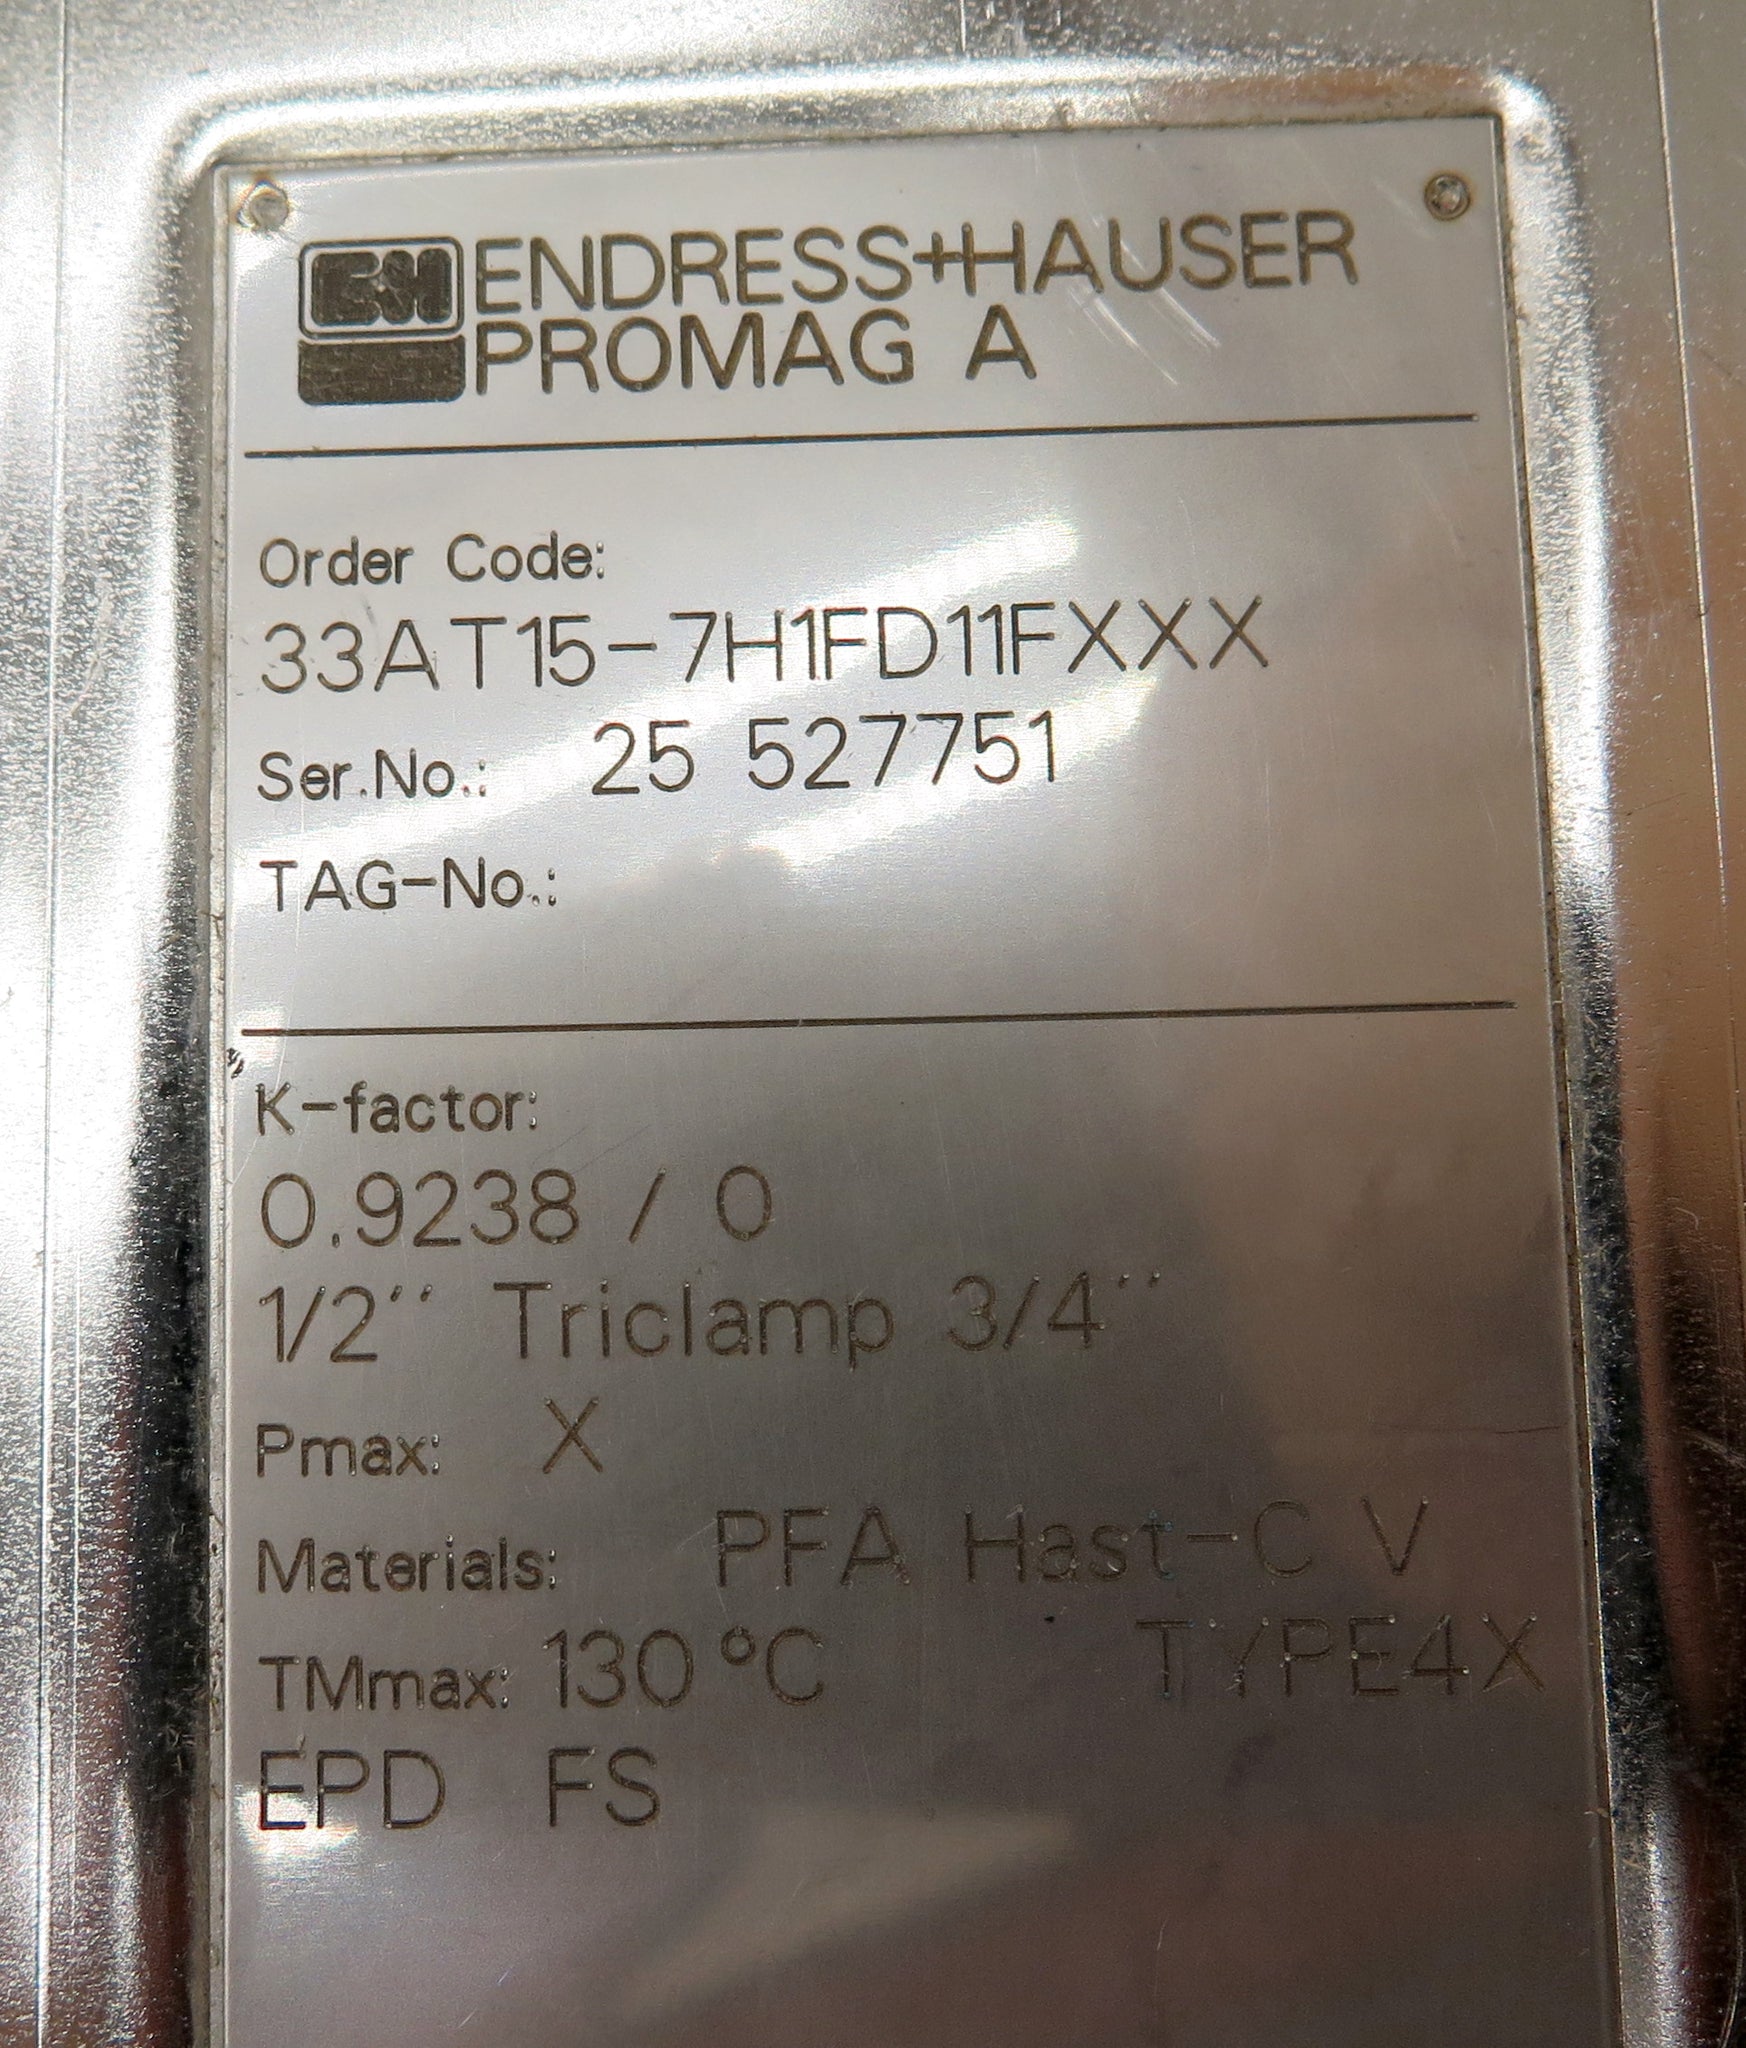 E+H ENDRESS+HAUSER
PROMAG A
Order Code:
33AT15-7H1FD11FXXX
Ser.No.: 25 527751
TAG-No.:
K-factor:
0.9238 / 0
1/2'' Triclamp 3/4''
Pmax: X
Materials: PFA Hast-C V
TMmax: 130 °C TYPE4X
EPD FS